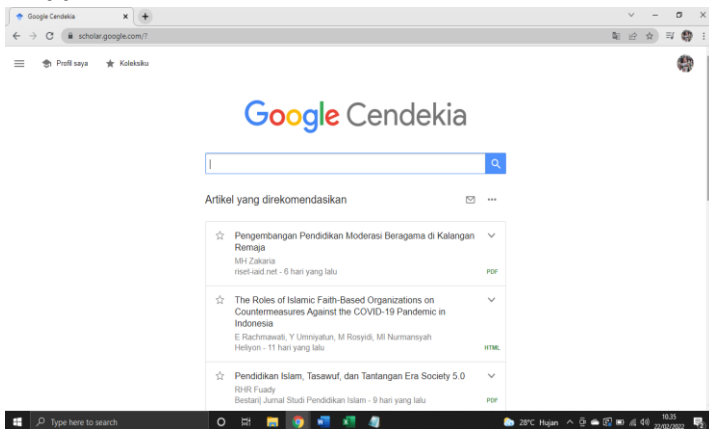 Google Cendekia
scholar.google.com/?
Profil saya
Koleksiku
Google Cendekia
Artikel yang direkomendasikan
Pengembangan Pendidikan Moderasi Beragama di Kalangan
Remaja
MH Zakaria
riset-iaid.net - 6 hari yang lalu
PDF
The Roles of Islamic Faith-Based Organizations on
Countermeasures Against the COVID-19 Pandemic in
Indonesia
E Rachmawati, Y Umniyatun, M Rosyidi, MI Nurmansyah
Heliyon - 11 hari yang lalu
HTML
Pendidikan Islam, Tasawuf, dan Tantangan Era Society 5.0
RHR Fuady
Bestari| Jurnal Studi Pendidikan Islam - 9 hari yang lalu
PDF
Type here to search
28°C Hujan
10.35
22/02/2022